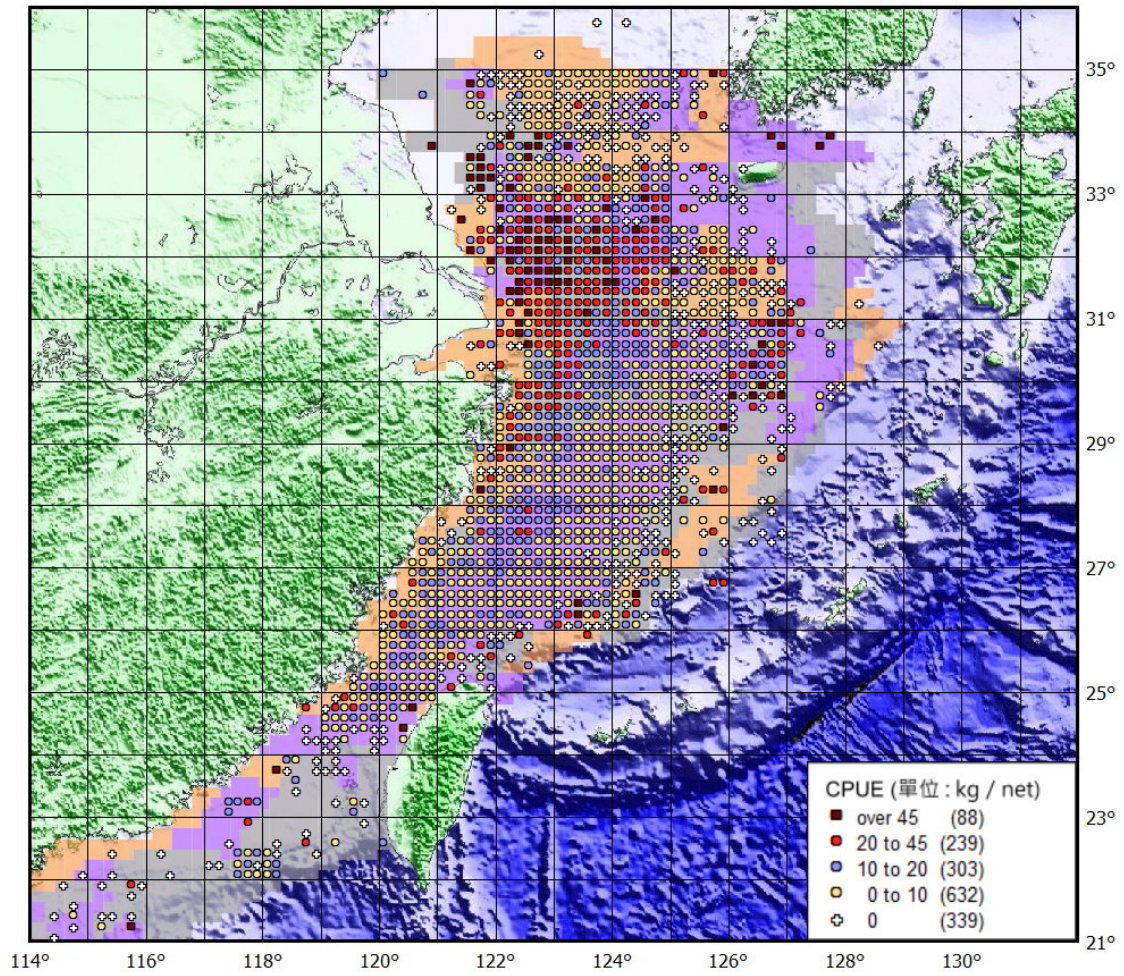 35°
33°
31°
29°
27°
25°
CPUE (單位 : kg / net)
over 45 (88)
20 to 45 (239)
10 to 20 (303)
0 to 10 (632)
0 (339)
21°
114° 116° 118° 120° 122° 124° 126° 128° 130°